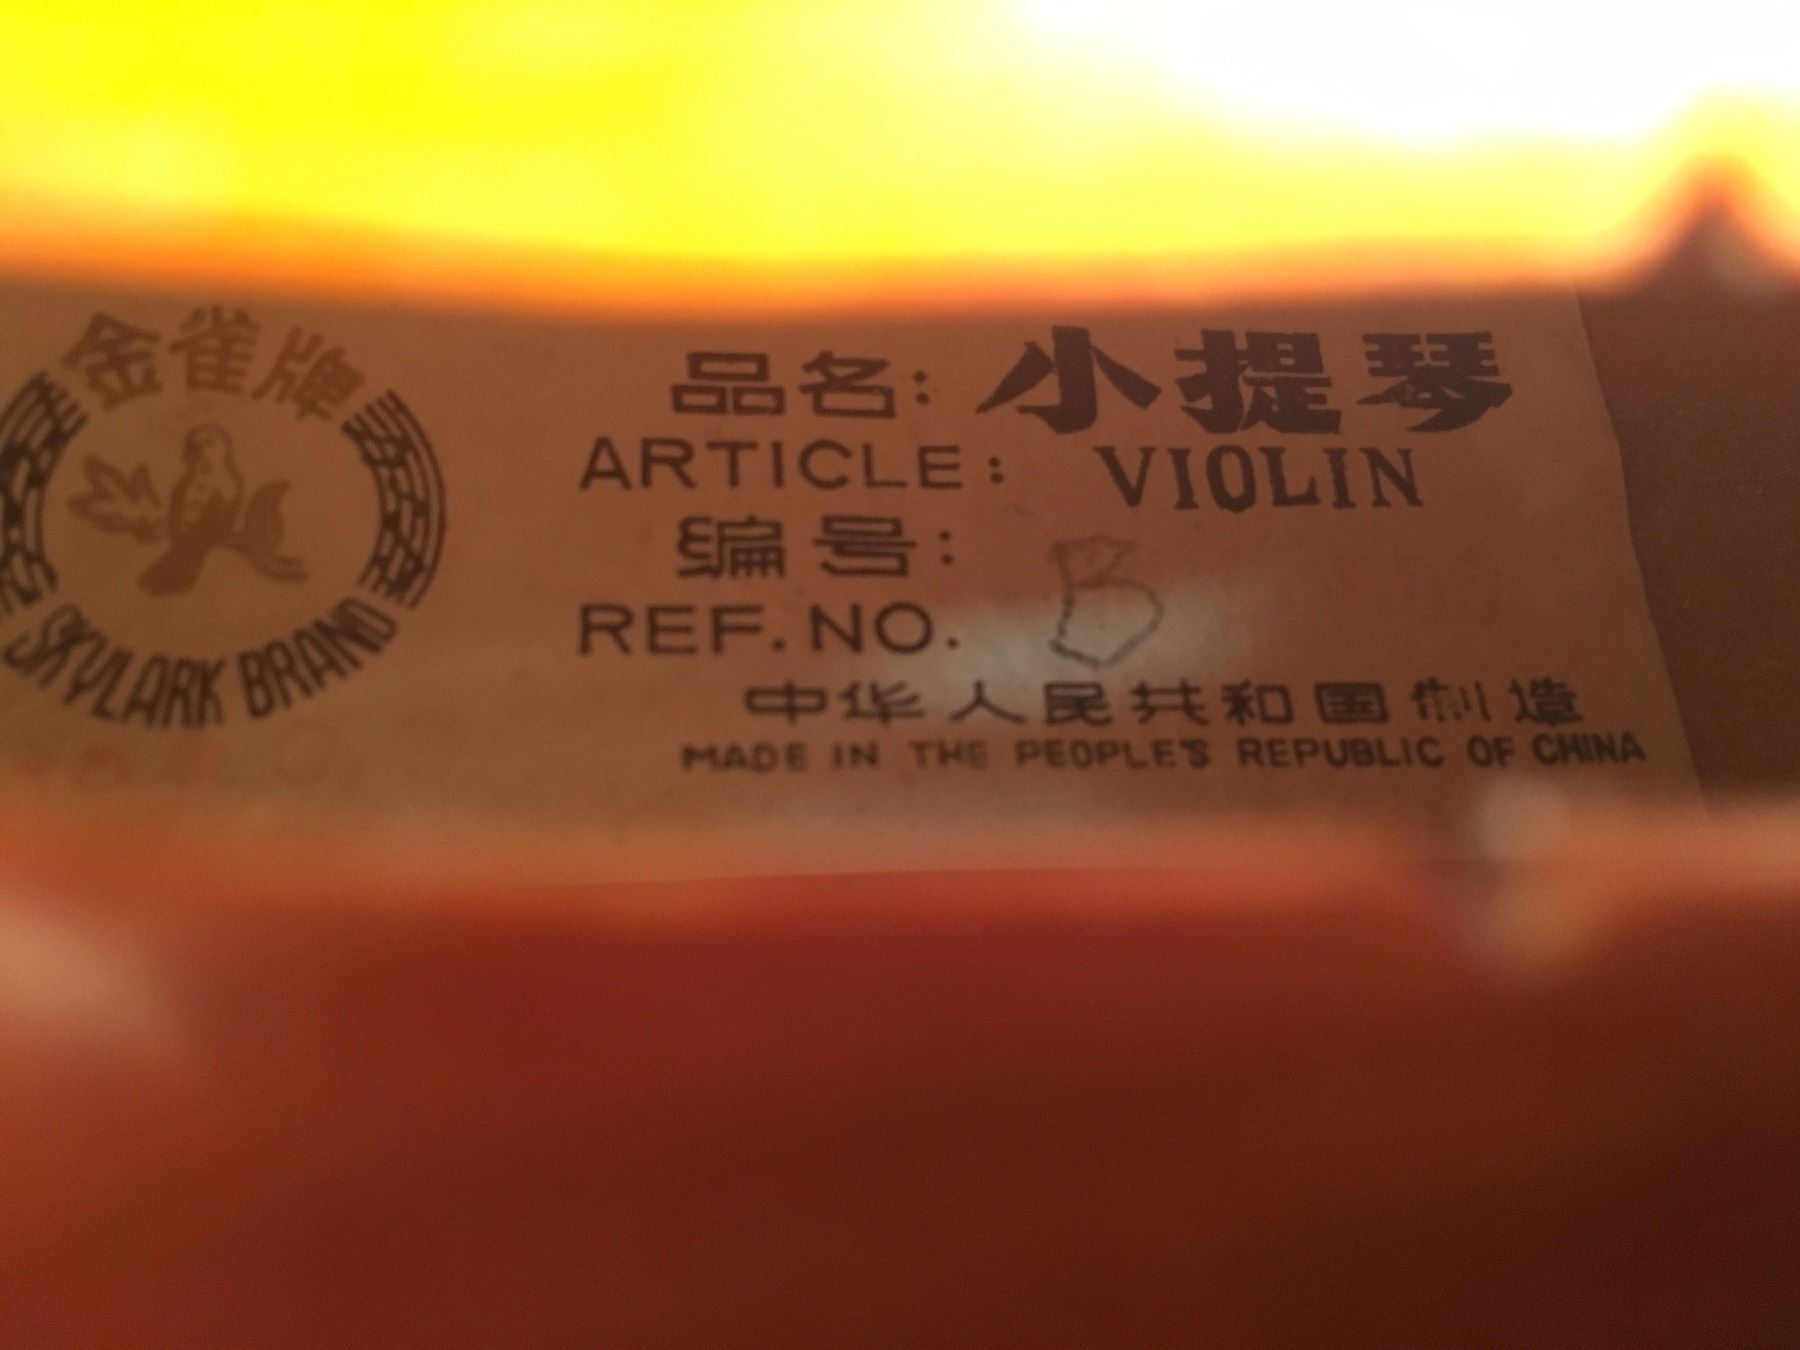 金雀牌
SKYLARK BRAND
品名: 小提琴
ARTICLE: VIOLIN
编号:
REF.NO. B
中华人民共和国制造
MADE IN THE PEOPLE'S REPUBLIC OF CHINA